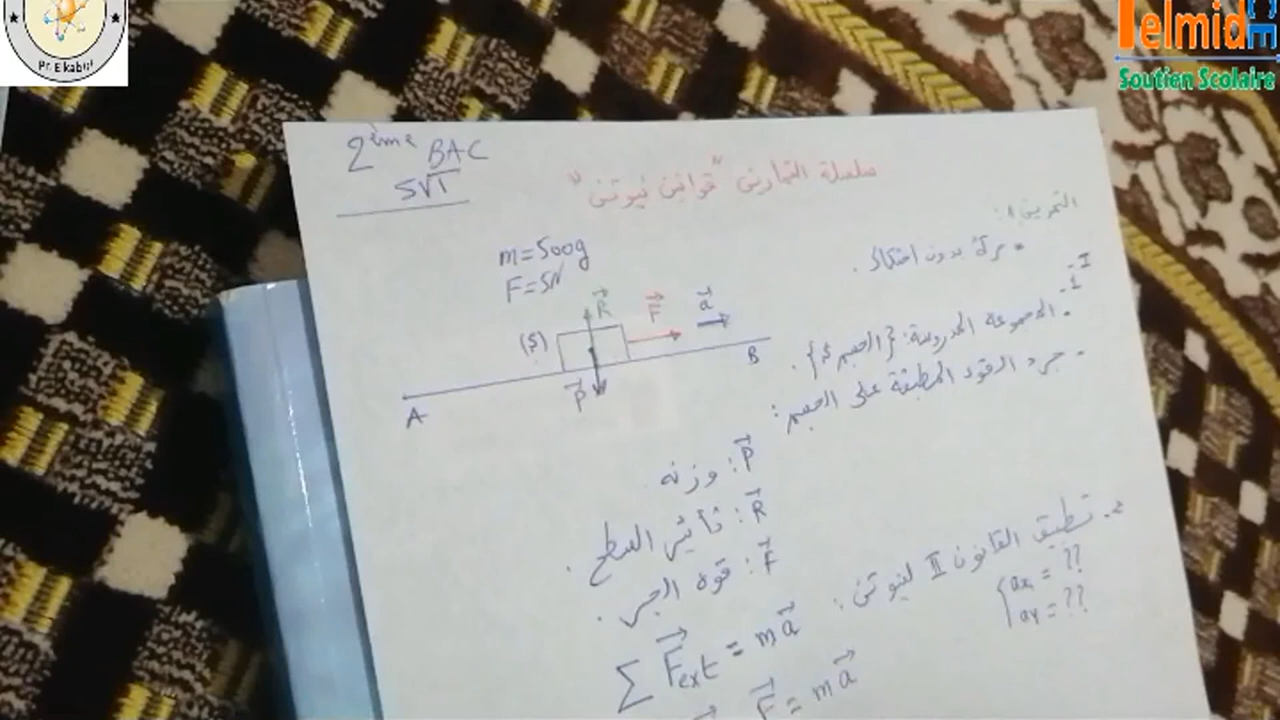 Pr. Elkabiri
TelmidTICE
Soutien Scolaire
2ème BAC
SVT
سلسلة التمارين "قوانين نيوتن"
التمرين 1:
• حركة بدون احتكاك.
m=500g
F=5N
R F a
(S)
P
A B
I-
1-
• المجموعة المدروسة: {الجسم S}.
- جرد القوى المطبقة على الجسم:
P: وزنه
R: تأثير السطح.
F: قوة الجر.
2- تطبيق القانون II لنيوتن:
ax = ??
ay = ??
∑ Fext = ma
F = ma